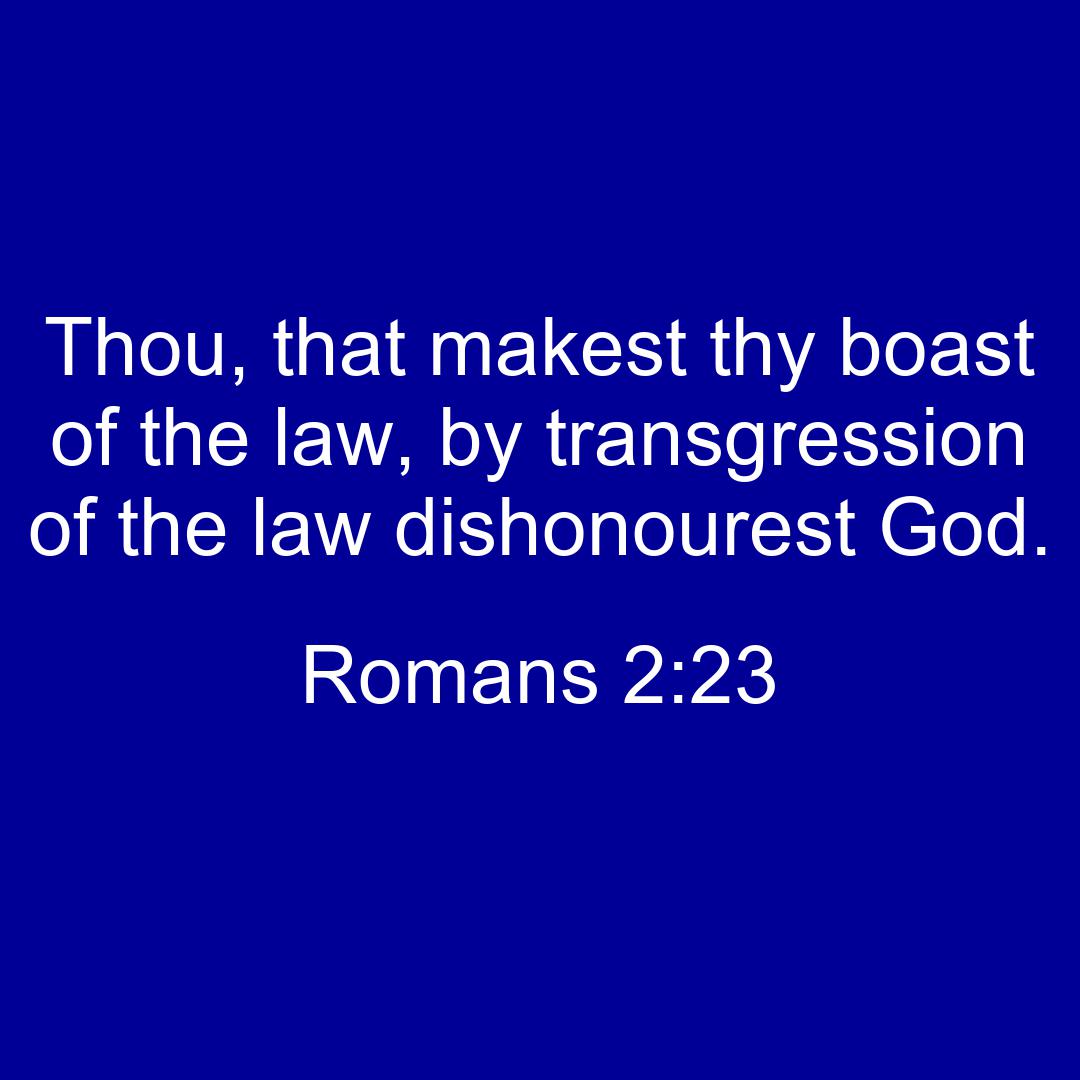 Thou, that makest thy boast
of the law, by transgression
of the law dishonourest God.
Romans 2:23